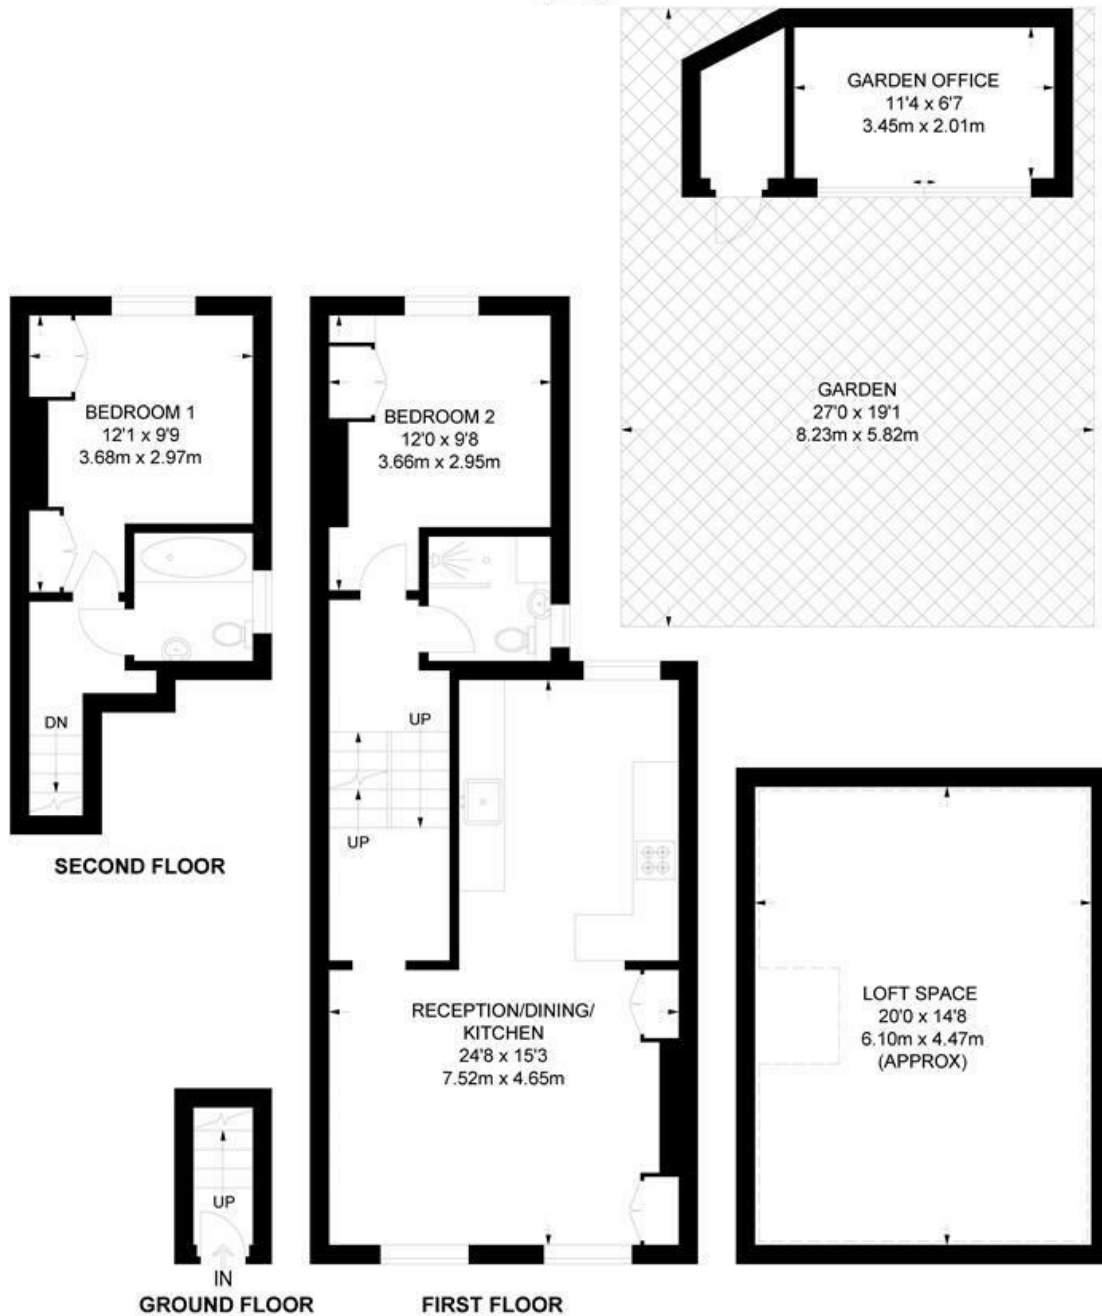 GARDEN OFFICE
11'4 x 6'7
3.45m x 2.01m
BEDROOM 1
12'1 x 9'9
3.68m x 2.97m
BEDROOM 2
12'0 x 9'8
3.66m x 2.95m
GARDEN
27'0 x 19'1
8.23m x 5.82m
DN
UP
UP
SECOND FLOOR
RECEPTION/DINING/
KITCHEN
24'8 x 15'3
7.52m x 4.65m
LOFT SPACE
20'0 x 14'8
6.10m x 4.47m
(APPROX)
UP
IN
GROUND FLOOR
FIRST FLOOR